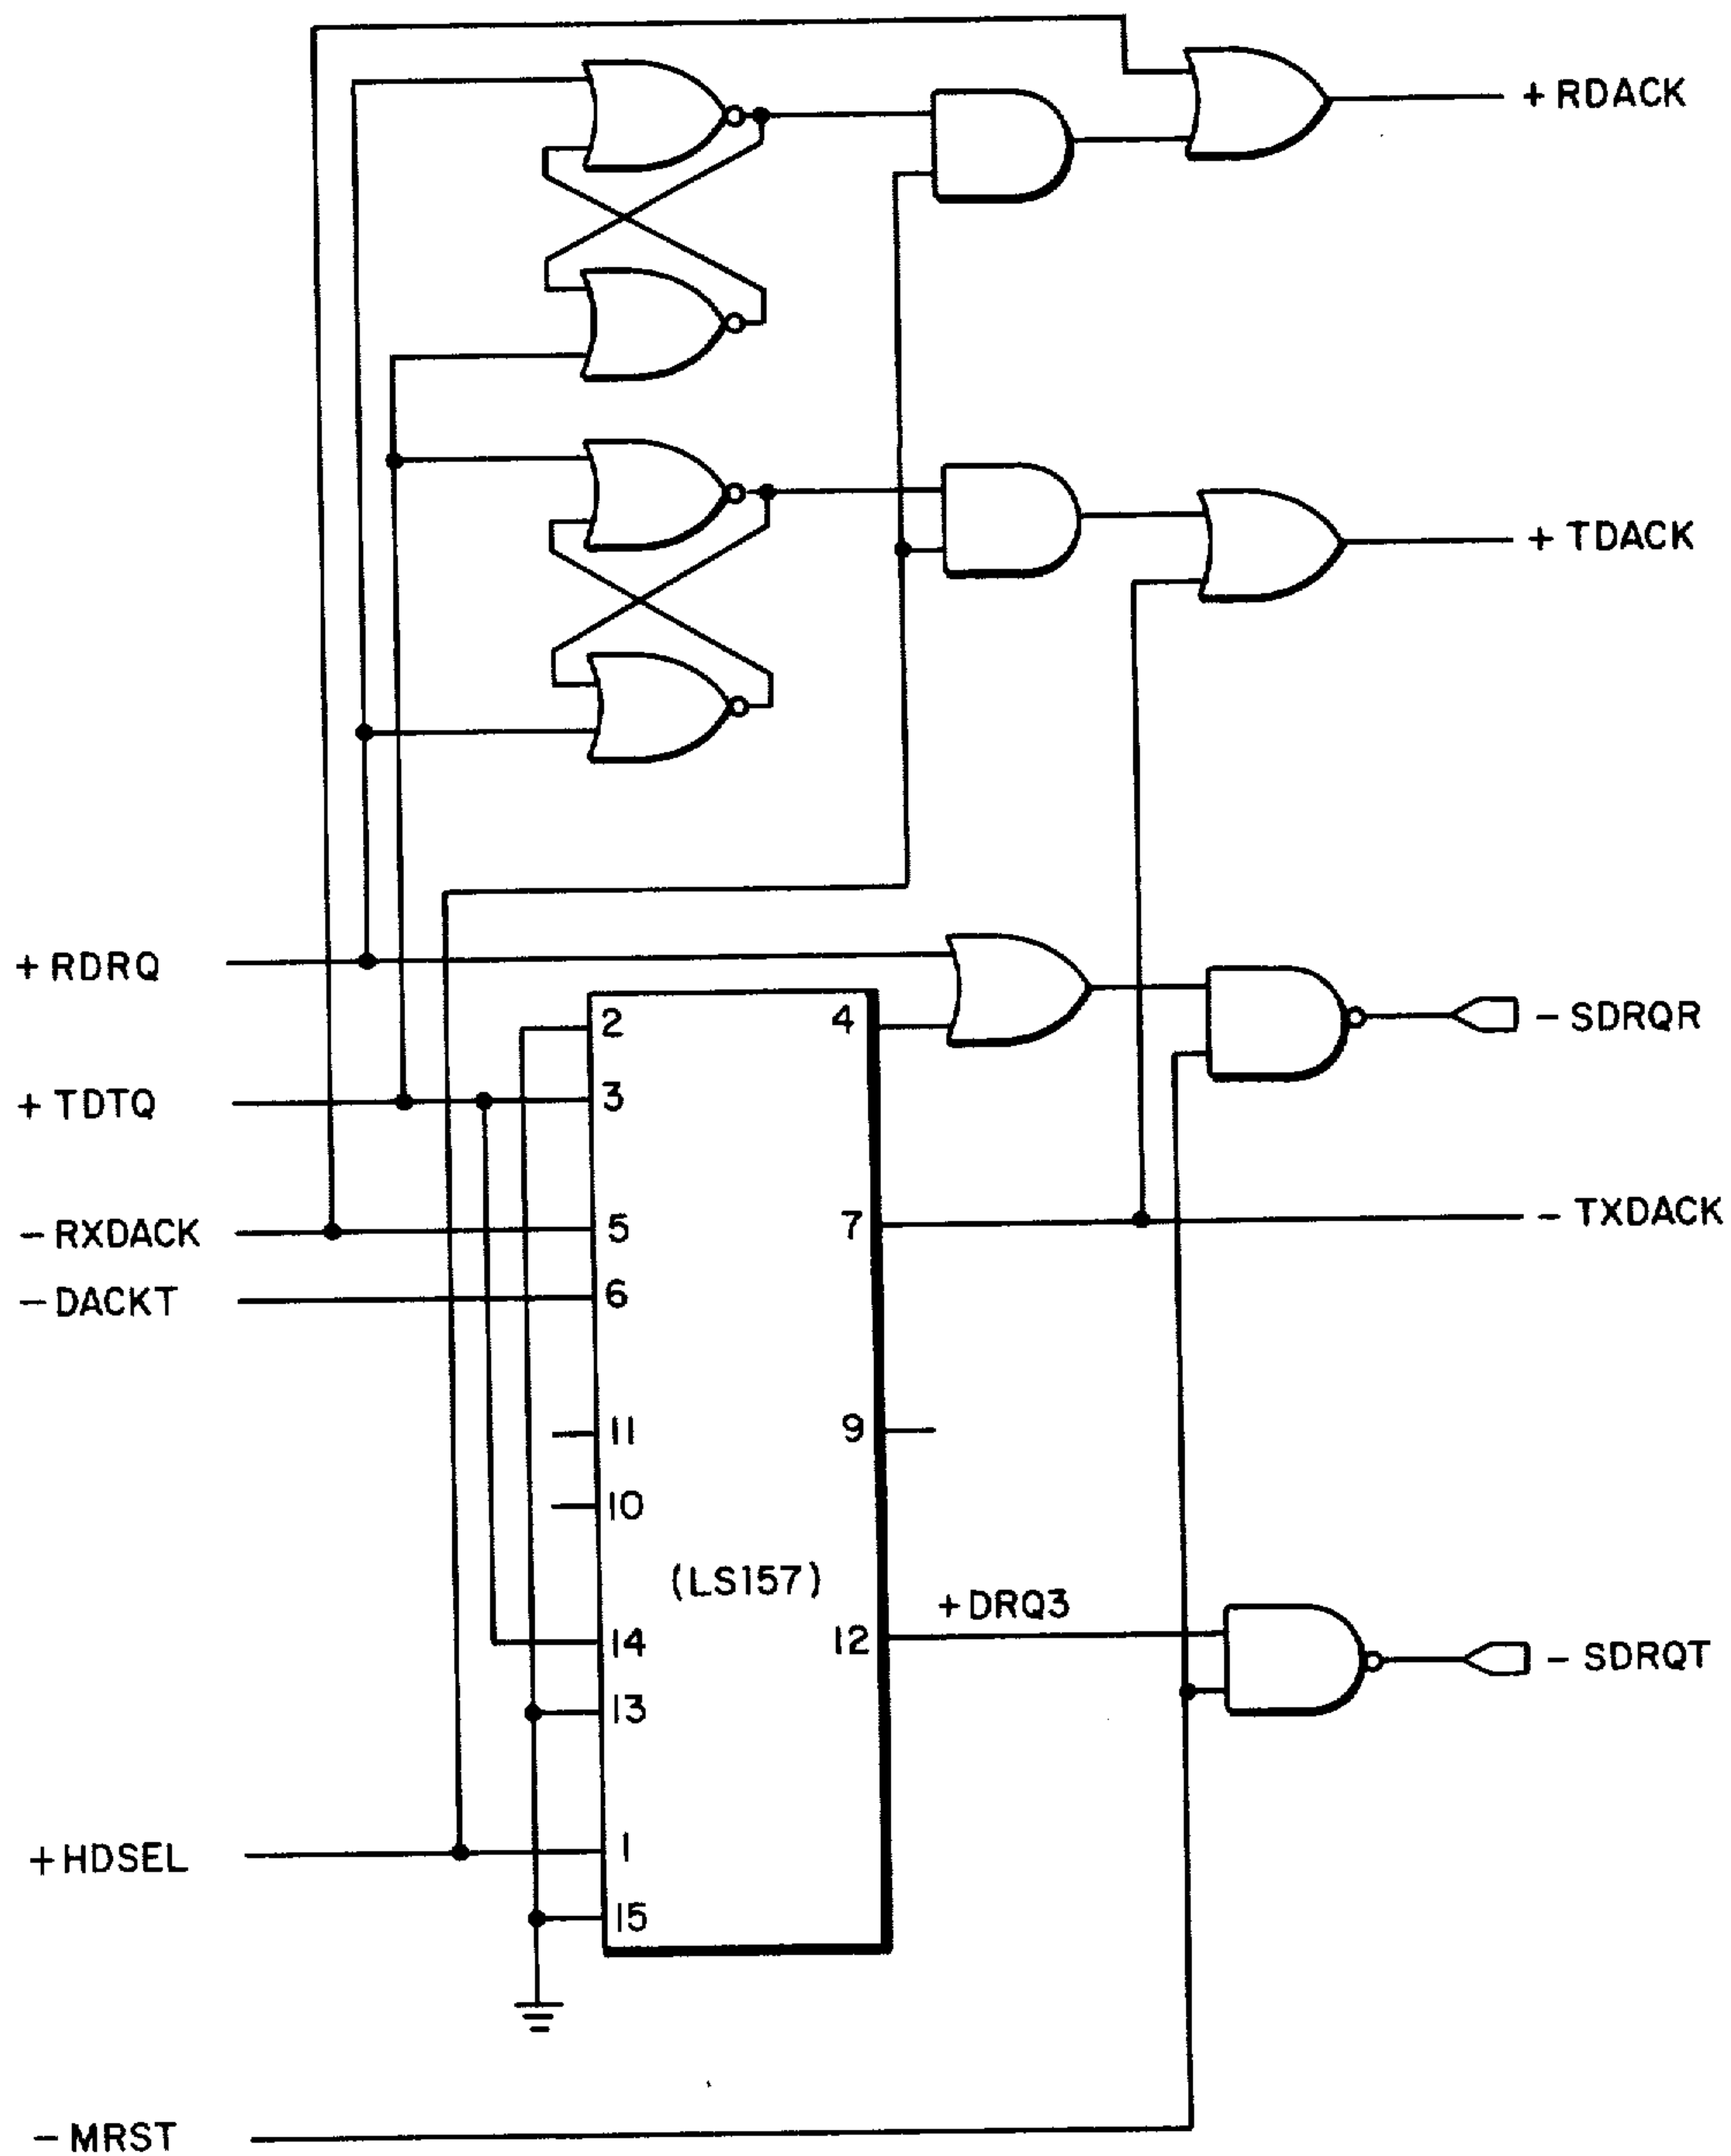 + RDACK
+ TDACK
+ RDRQ
2
4
- SDRQR
+ TDTQ
3
- RXDACK
5
7
- TXDACK
- DACKT
6
11
9
10
(LS157)
+ DRQ3
14
12
- SDRQT
13
+ HDSEL
1
15
- MRST